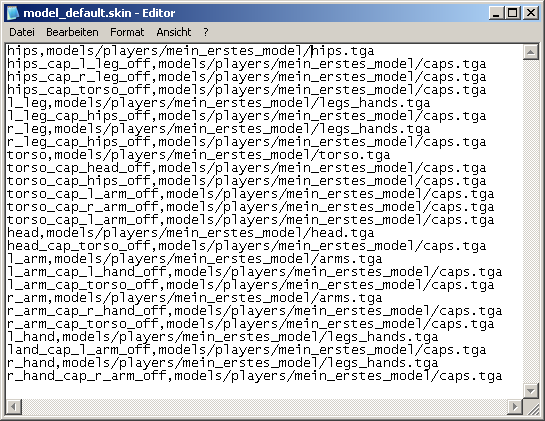 model_default.skin - Editor
Datei Bearbeiten Format Ansicht ?
hips,models/players/mein_erstes_model/hips.tga
hips_cap_l_leg_off,models/players/mein_erstes_model/caps.tga
hips_cap_r_leg_off,models/players/mein_erstes_model/caps.tga
hips_cap_torso_off,models/players/mein_erstes_model/caps.tga
l_leg,models/players/mein_erstes_model/legs_hands.tga
l_leg_cap_hips_off,models/players/mein_erstes_model/caps.tga
r_leg,models/players/mein_erstes_model/legs_hands.tga
r_leg_cap_hips_off,models/players/mein_erstes_model/caps.tga
torso,models/players/mein_erstes_model/torso.tga
torso_cap_head_off,models/players/mein_erstes_model/caps.tga
torso_cap_hips_off,models/players/mein_erstes_model/caps.tga
torso_cap_l_arm_off,models/players/mein_erstes_model/caps.tga
torso_cap_r_arm_off,models/players/mein_erstes_model/caps.tga
torso_cap_l_arm_off,models/players/mein_erstes_model/caps.tga
head,models/players/mein_erstes_model/head.tga
head_cap_torso_off,models/players/mein_erstes_model/caps.tga
l_arm,models/players/mein_erstes_model/arms.tga
l_arm_cap_l_hand_off,models/players/mein_erstes_model/caps.tga
l_arm_cap_torso_off,models/players/mein_erstes_model/caps.tga
r_arm,models/players/mein_erstes_model/arms.tga
r_arm_cap_r_hand_off,models/players/mein_erstes_model/caps.tga
r_arm_cap_torso_off,models/players/mein_erstes_model/caps.tga
l_hand,models/players/mein_erstes_model/legs_hands.tga
land_cap_l_arm_off,models/players/mein_erstes_model/caps.tga
r_hand,models/players/mein_erstes_model/legs_hands.tga
r_hand_cap_r_arm_off,models/players/mein_erstes_model/caps.tga